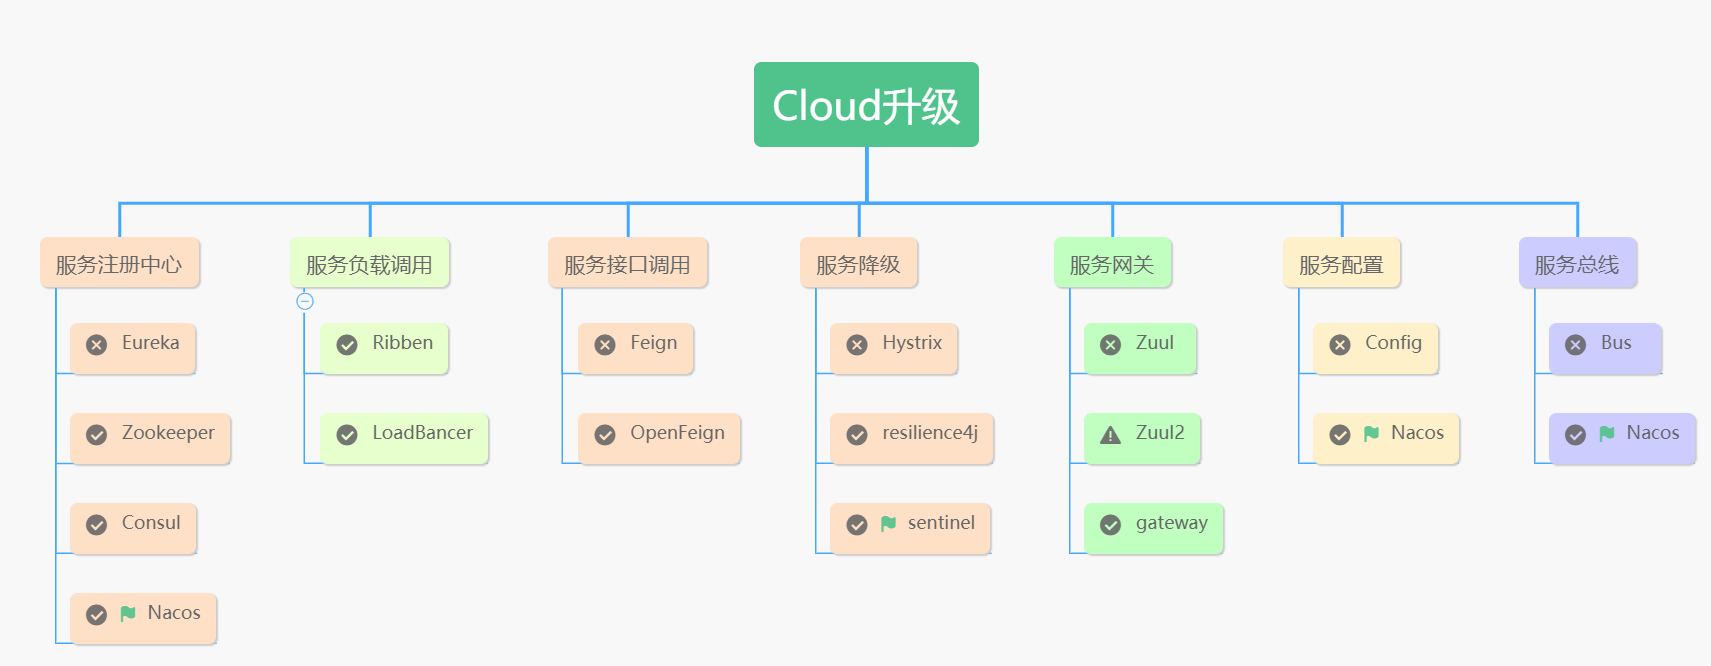 Cloud升级
服务注册中心
Eureka
Zookeeper
Consul
Nacos
服务负载调用
Ribben
LoadBancer
服务接口调用
Feign
OpenFeign
服务降级
Hystrix
resilience4j
sentinel
服务网关
Zuul
Zuul2
gateway
服务配置
Config
Nacos
服务总线
Bus
Nacos